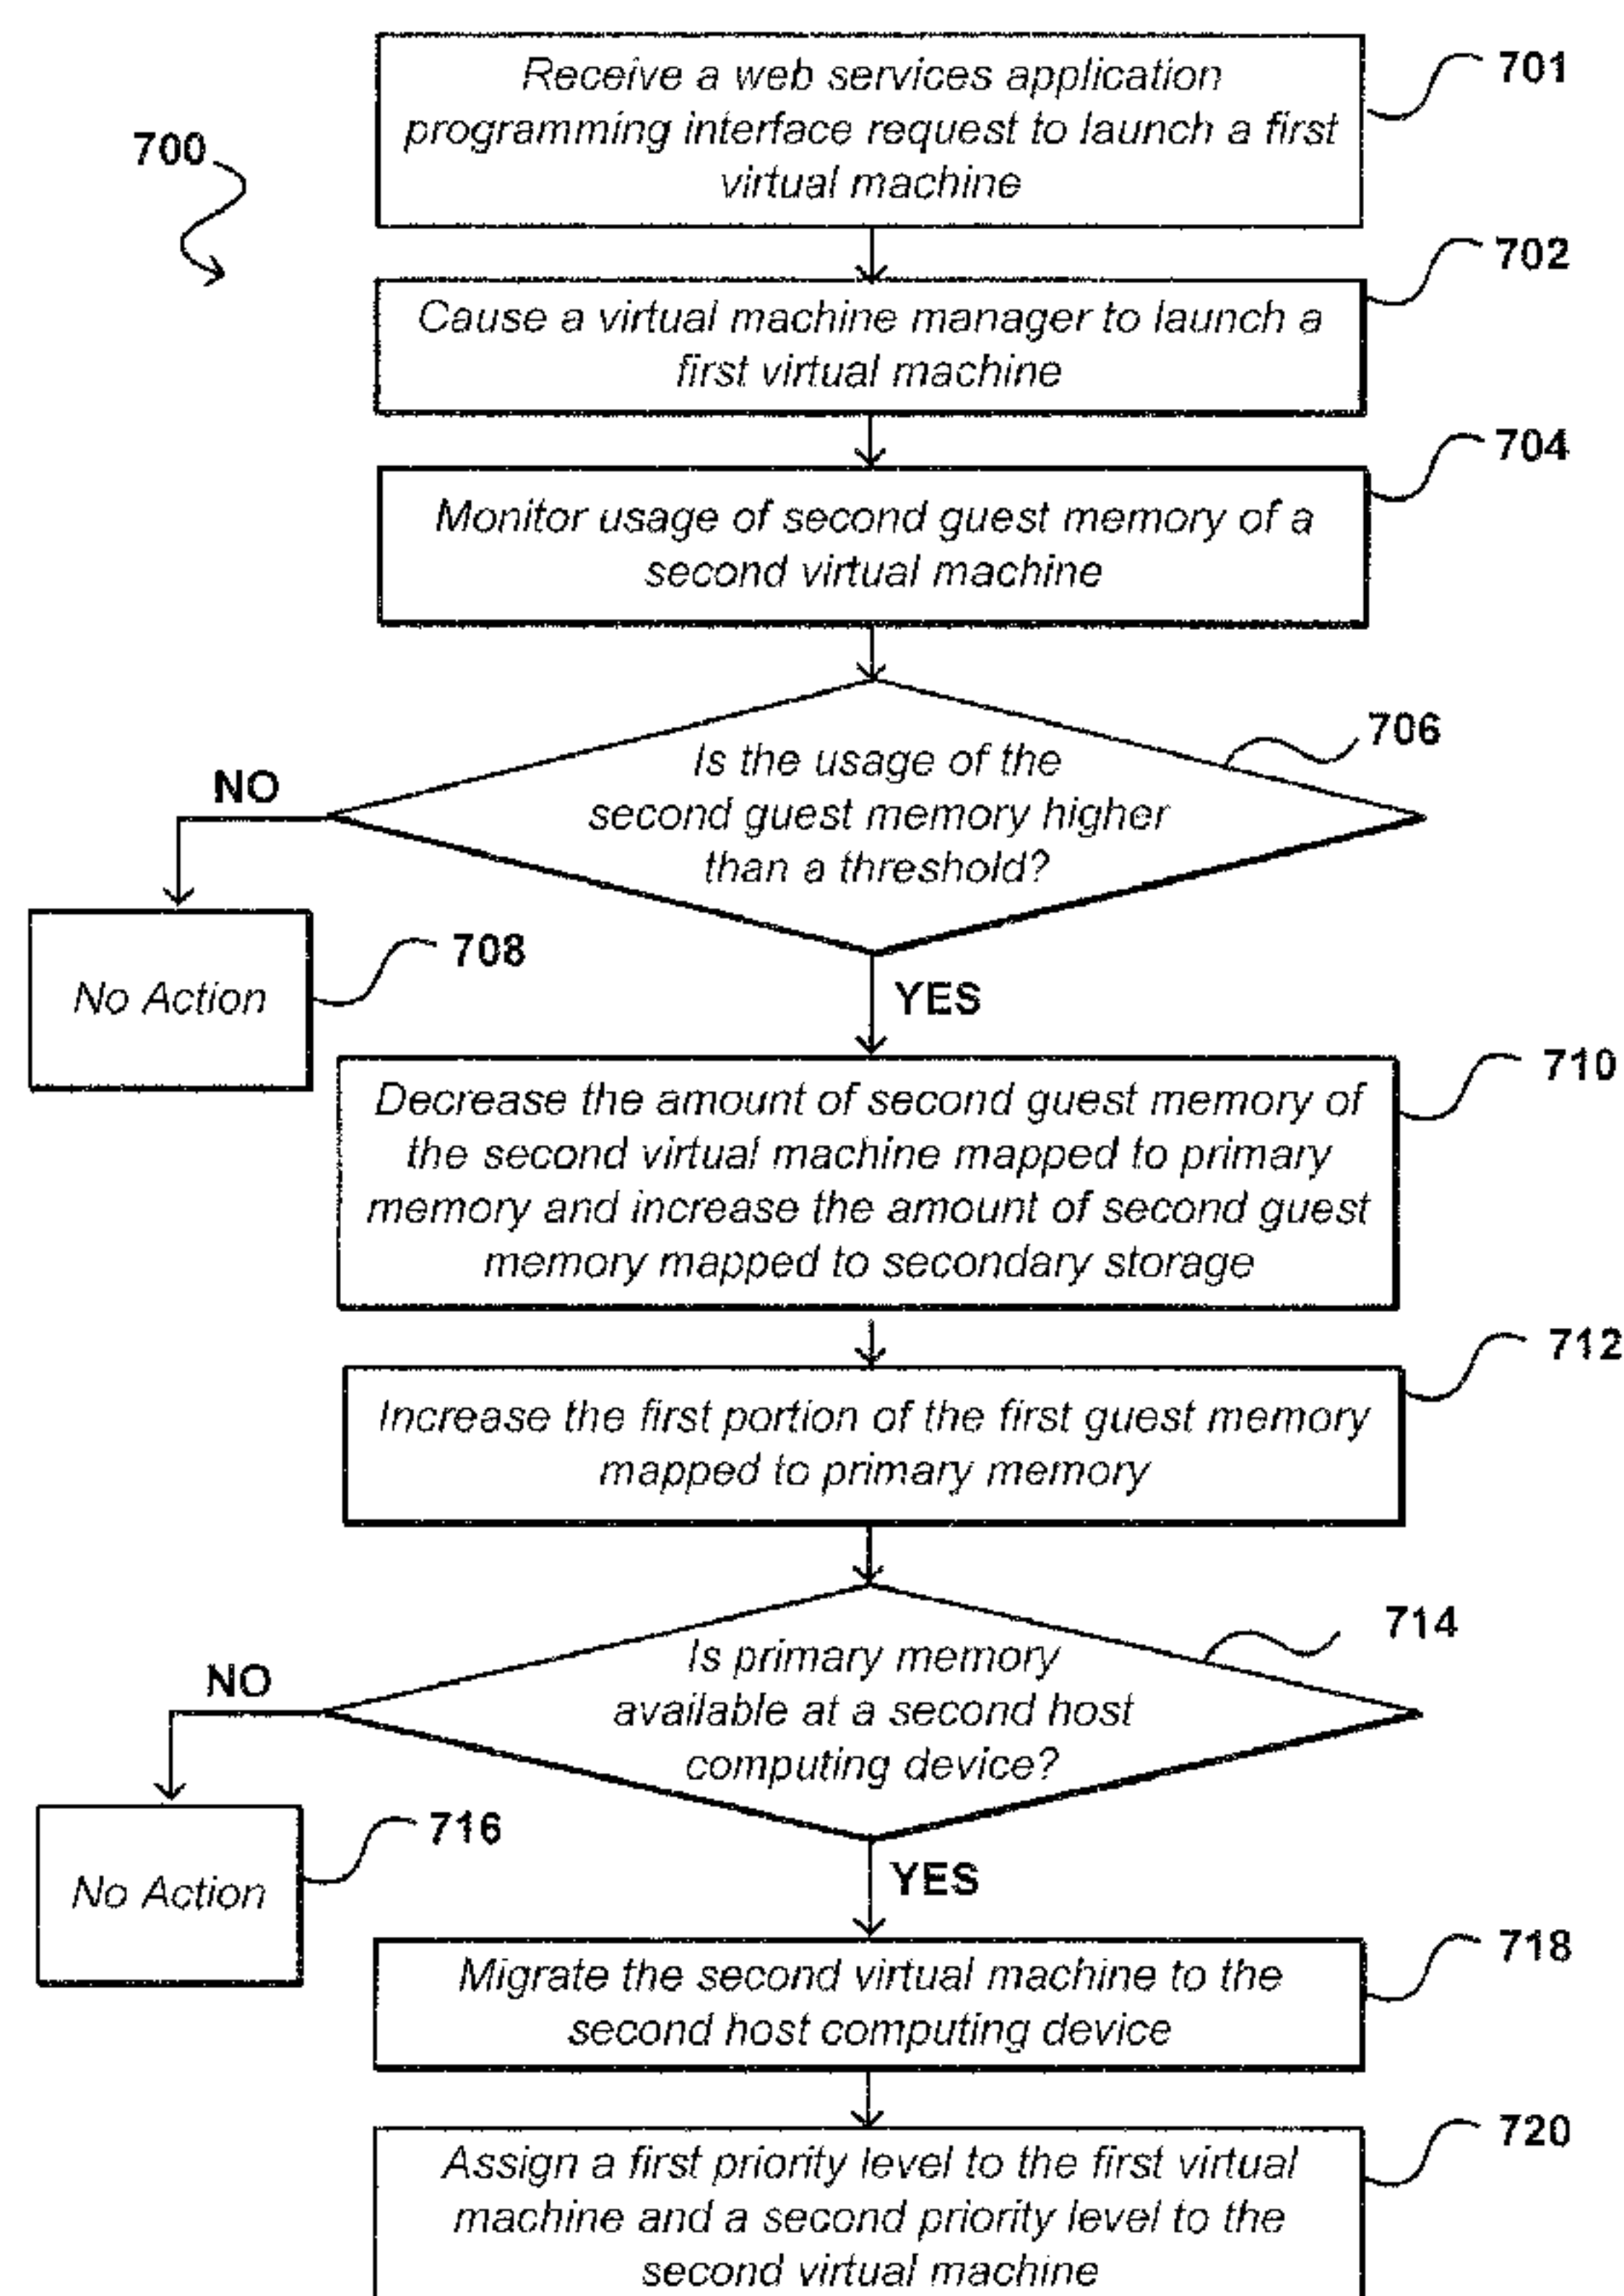 700
Receive a web services application
programming interface request to launch a first
virtual machine
701
Cause a virtual machine manager to launch a
first virtual machine
702
Monitor usage of second guest memory of a
second virtual machine
704
Is the usage of the
second guest memory higher
than a threshold?
706
NO
No Action
708
YES
Decrease the amount of second guest memory of
the second virtual machine mapped to primary
memory and increase the amount of second guest
memory mapped to secondary storage
710
Increase the first portion of the first guest memory
mapped to primary memory
712
Is primary memory
available at a second host
computing device?
714
NO
No Action
716
YES
Migrate the second virtual machine to the
second host computing device
718
Assign a first priority level to the first virtual
machine and a second priority level to the
second virtual machine
720